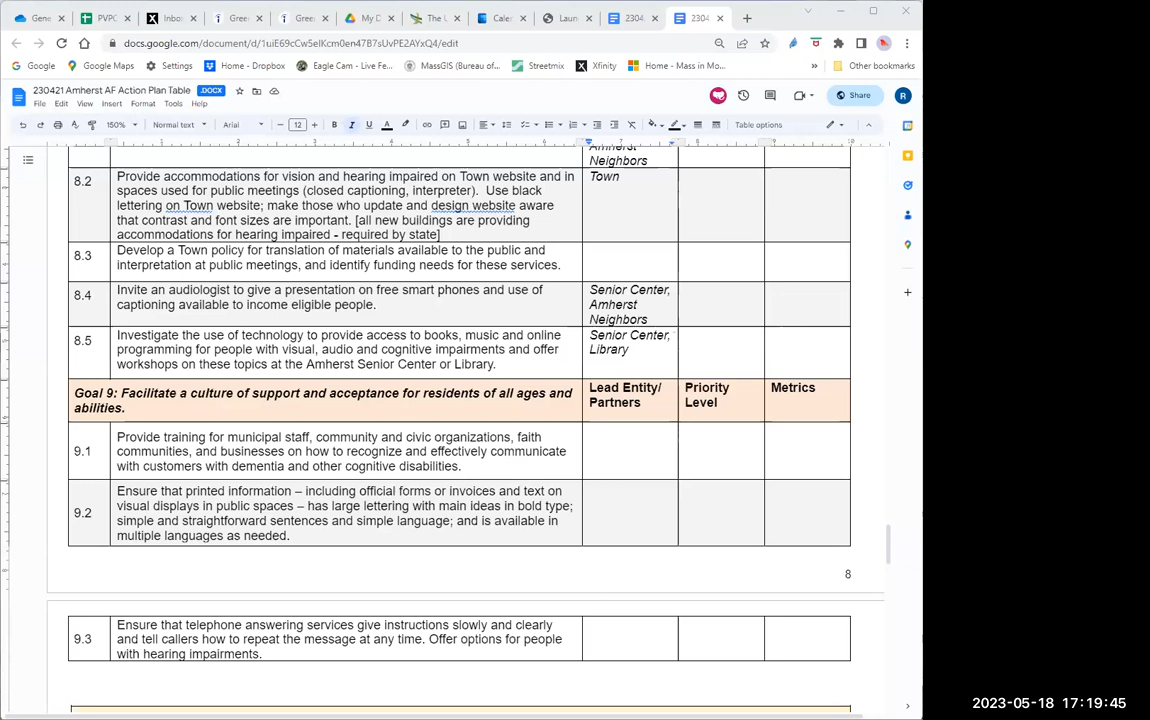 Gene
PVPC
Inbo
Gree
Gree
My D
The U
Cale
Laun
2304
2304
docs.google.com/document/d/1uiE69cCw5eIKcm0en47B7sUvPE2AYxQ4/edit
Google
Google Maps
Settings
Home - Dropbox
Eagle Cam - Live Fe...
MassGIS (Bureau of...
Streetmix
Xfinity
Home - Mass in Mo...
»
Other bookmarks
230421 Amherst AF Action Plan Table
.DOCX
File Edit View Insert Format Tools Help
Share
R
150%
Normal text
Arial
12
B I U A
Table options
Amherst
Neighbors
8.2
Provide accommodations for vision and hearing impaired on Town website and in
spaces used for public meetings (closed captioning, interpreter). Use black
lettering on Town website; make those who update and design website aware
that contrast and font sizes are important. [all new buildings are providing
accommodations for hearing impaired - required by state]
Town
8.3
Develop a Town policy for translation of materials available to the public and
interpretation at public meetings, and identify funding needs for these services.
8.4
Invite an audiologist to give a presentation on free smart phones and use of
captioning available to income eligible people.
Senior Center,
Amherst
Neighbors
8.5
Investigate the use of technology to provide access to books, music and online
programming for people with visual, audio and cognitive impairments and offer
workshops on these topics at the Amherst Senior Center or Library.
Senior Center,
Library
Goal 9: Facilitate a culture of support and acceptance for residents of all ages and
abilities.
Lead Entity/
Partners
Priority
Level
Metrics
9.1
Provide training for municipal staff, community and civic organizations, faith
communities, and businesses on how to recognize and effectively communicate
with customers with dementia and other cognitive disabilities.
9.2
Ensure that printed information – including official forms or invoices and text on
visual displays in public spaces – has large lettering with main ideas in bold type;
simple and straightforward sentences and simple language; and is available in
multiple languages as needed.
8
9.3
Ensure that telephone answering services give instructions slowly and clearly
and tell callers how to repeat the message at any time. Offer options for people
with hearing impairments.
2023-05-18 17:19:45